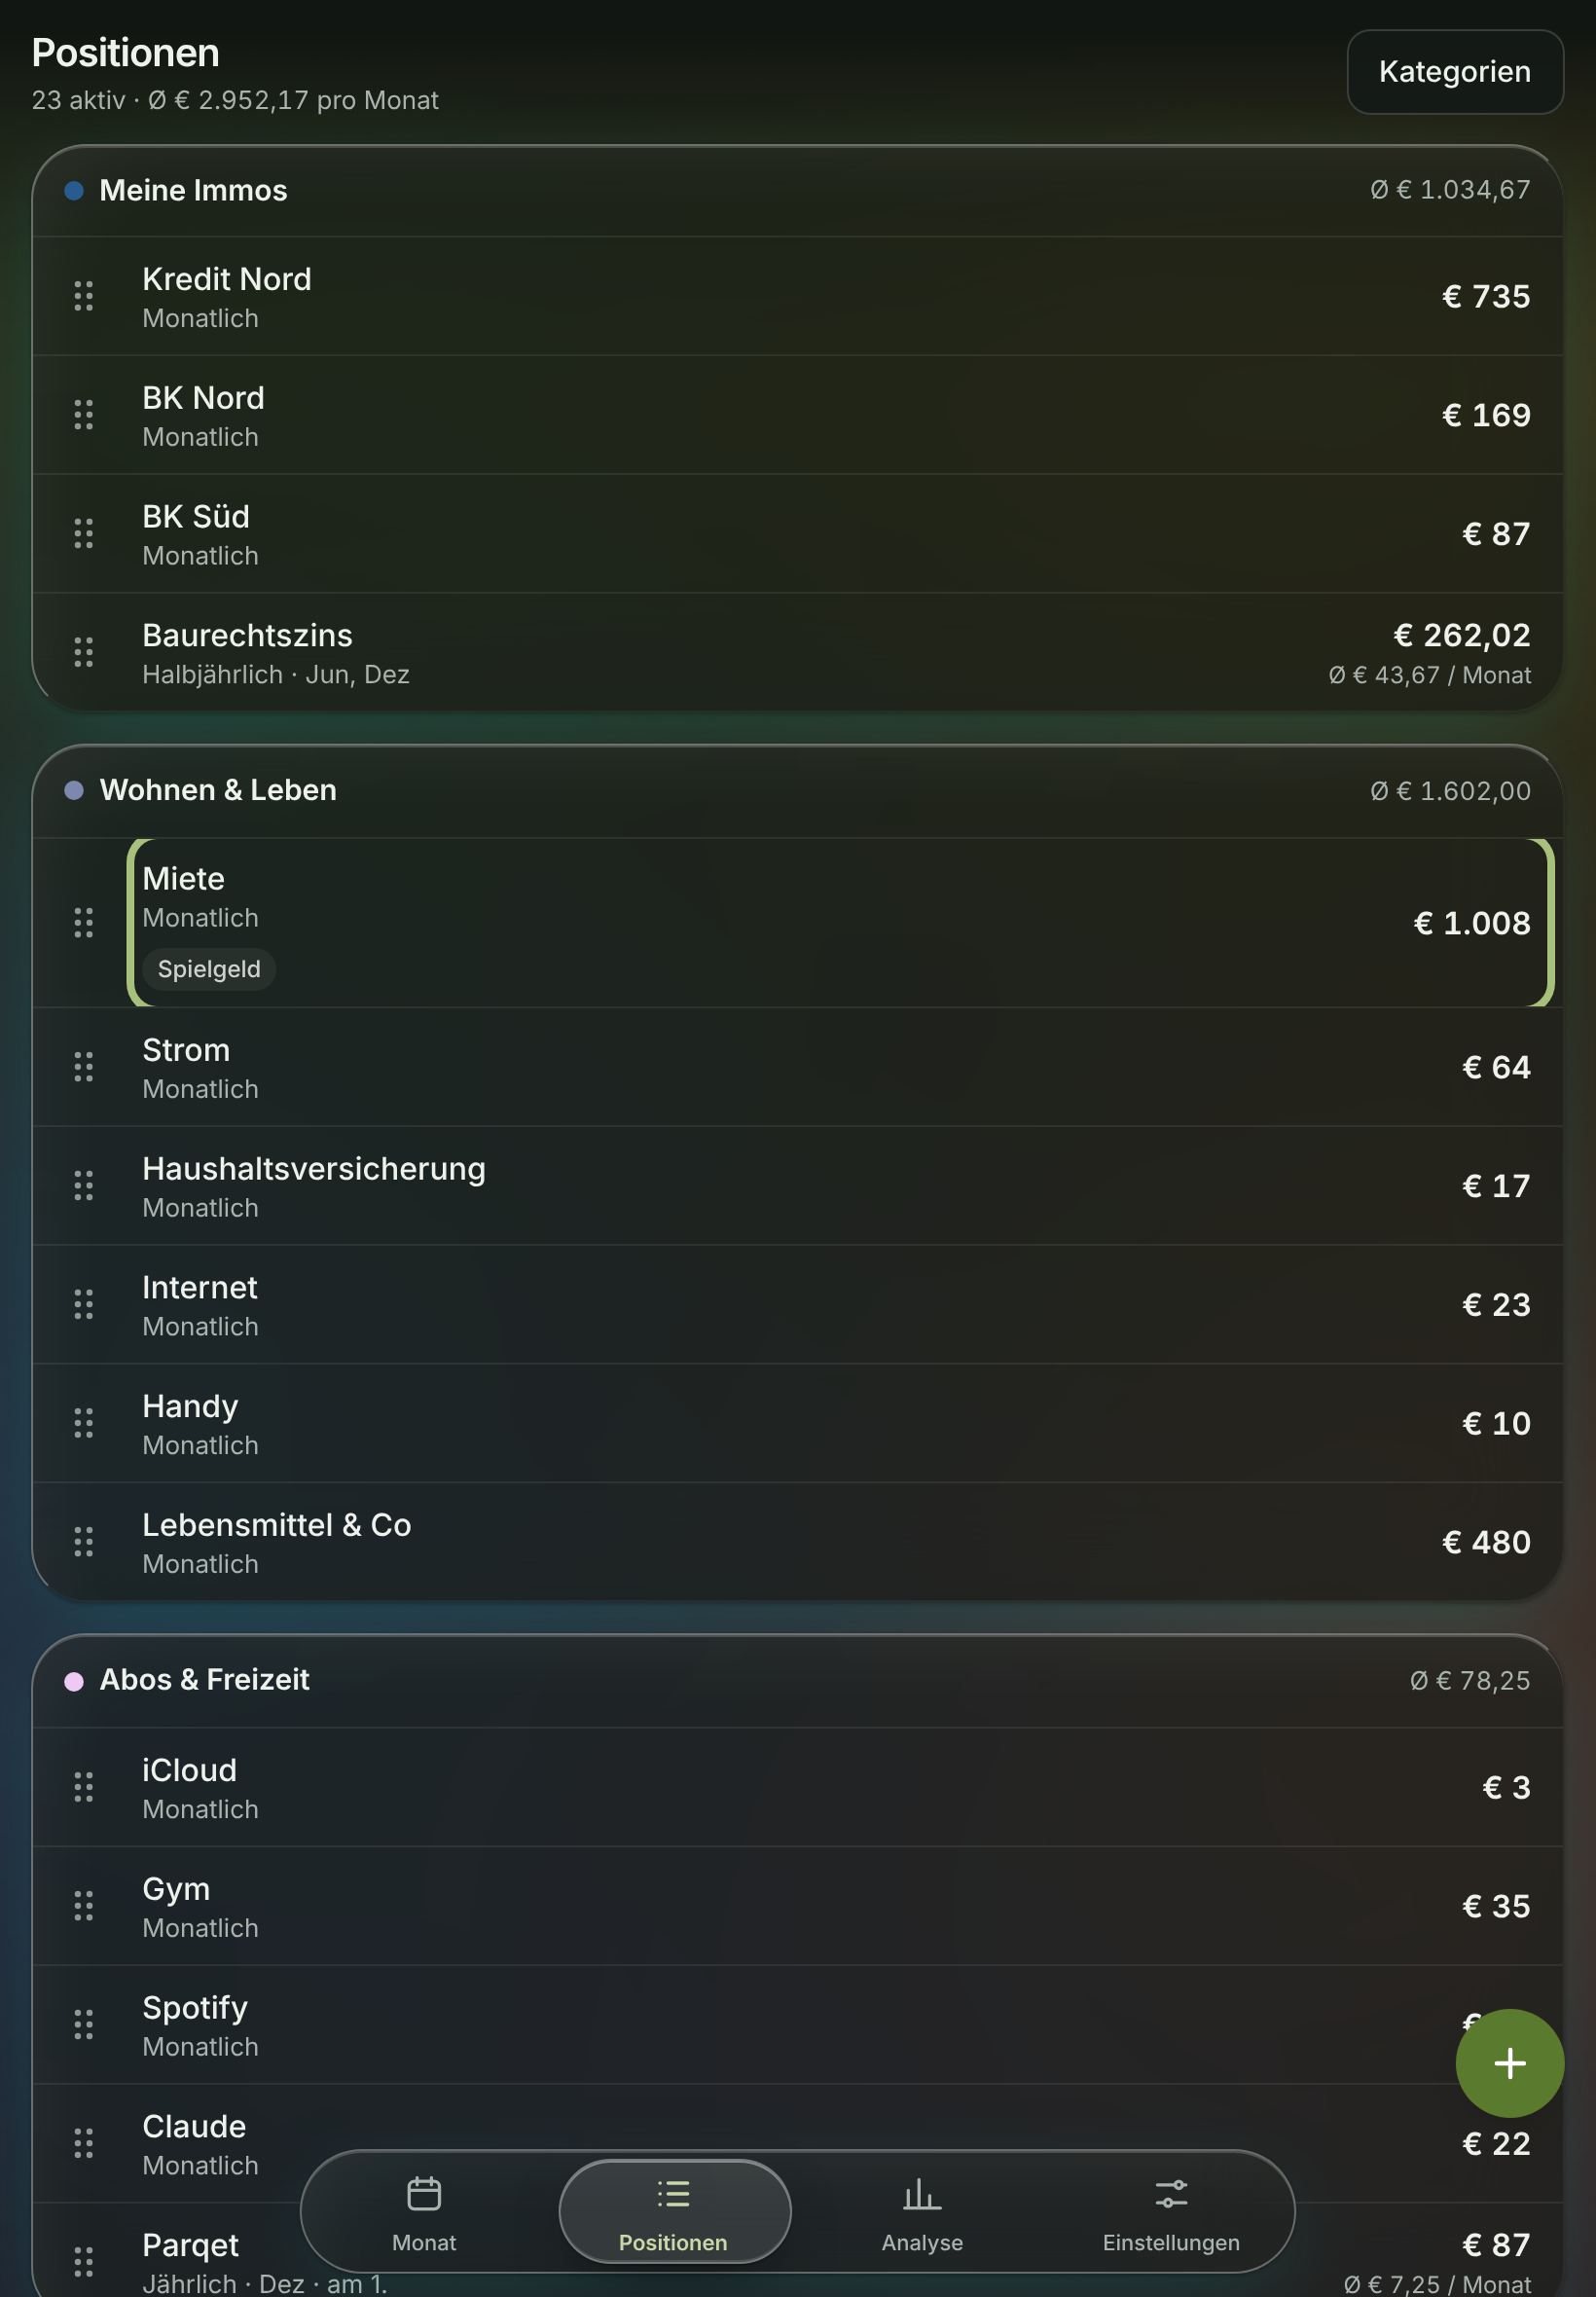 Positionen
23 aktiv · Ø € 2.952,17 pro Monat
Kategorien
Meine Immos
Ø € 1.034,67
Kredit Nord
Monatlich
€ 735
BK Nord
Monatlich
€ 169
BK Süd
Monatlich
€ 87
Baurechtszins
Halbjährlich · Jun, Dez
€ 262,02
Ø € 43,67 / Monat
Wohnen & Leben
Ø € 1.602,00
Miete
Monatlich
Spielgeld
€ 1.008
Strom
Monatlich
€ 64
Haushaltsversicherung
Monatlich
€ 17
Internet
Monatlich
€ 23
Handy
Monatlich
€ 10
Lebensmittel & Co
Monatlich
€ 480
Abos & Freizeit
Ø € 78,25
iCloud
Monatlich
€ 3
Gym
Monatlich
€ 35
Spotify
Monatlich
Claude
Monatlich
€ 22
Parqet
Jährlich · Dez · am 1.
€ 87
Ø € 7,25 / Monat
Monat
Positionen
Analyse
Einstellungen